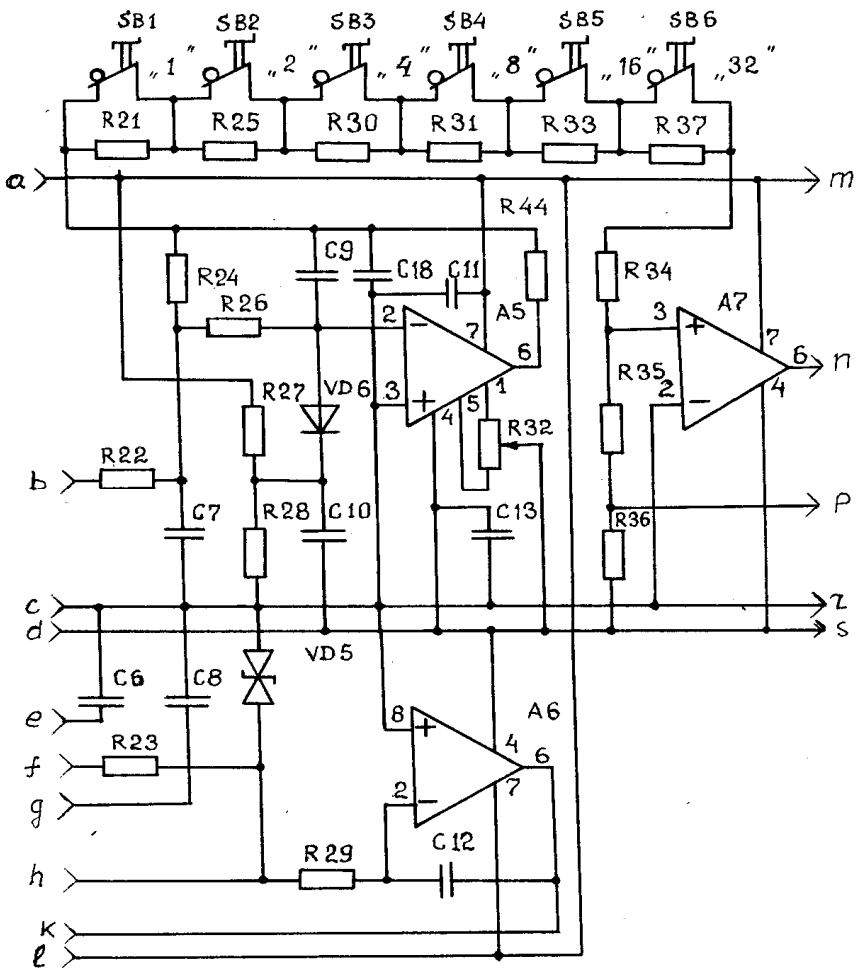 SB1 SB2 SB3 SB4 SB5 SB6
„1" „2" „4" „8" „16" „32"
R21 R25 R30 R31 R33 R37
a m
R44
C9 C18 C11
R24 R34
R26 A5 A7
2 7 3 7
6 6 n
3 1 2 4
R27 VD6 4 5 R32 R35
R22
b
C7 R28 C10 C13 R36 p
c r
d s
VD5
C6 C8 A6
8 4 6
e
R23
f 7
2
g
R29 C12
h
k
l